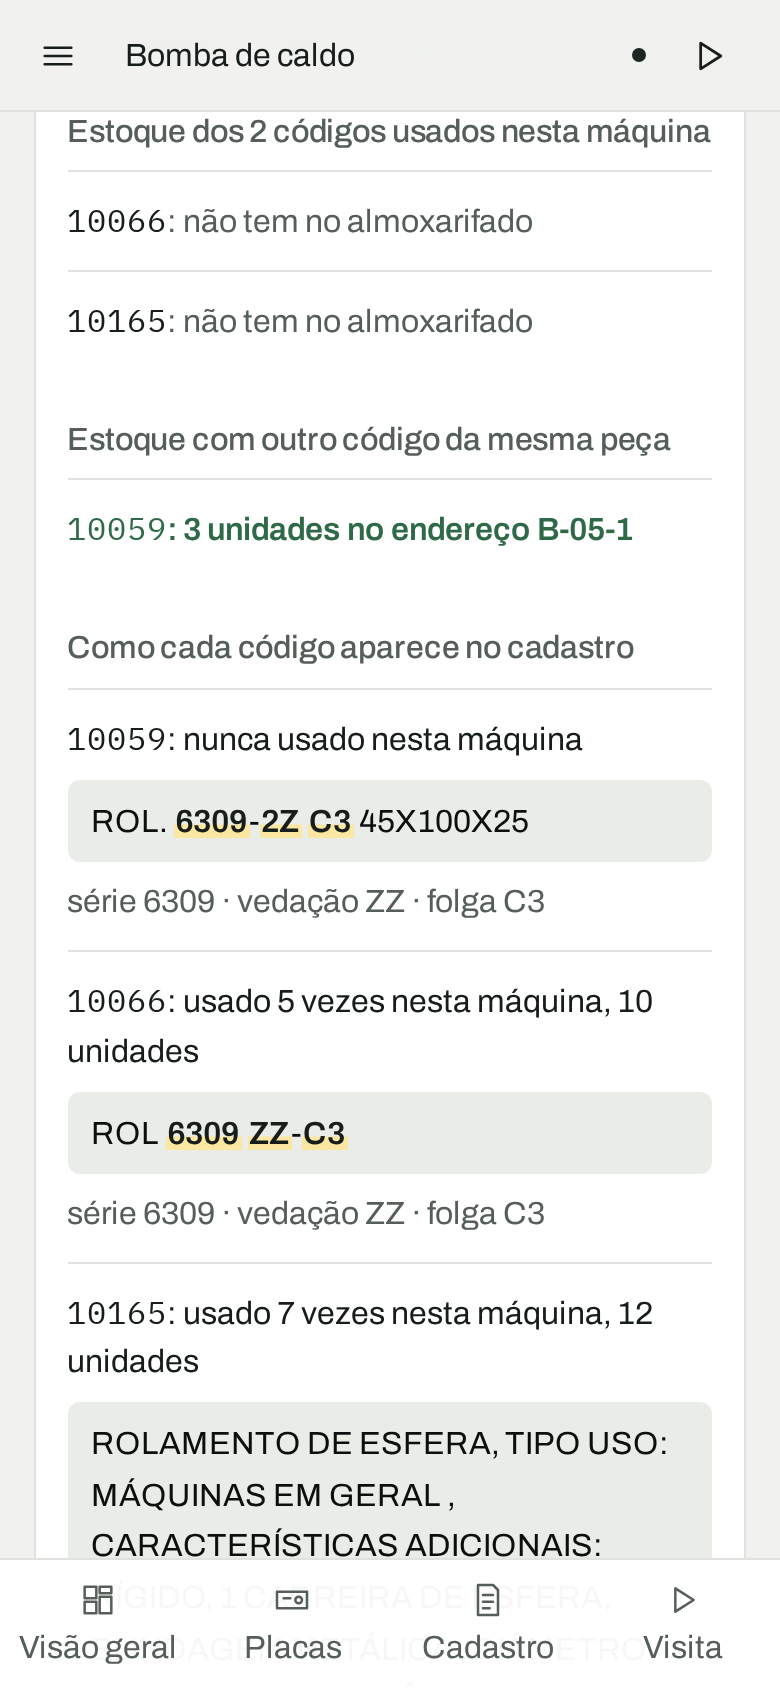 Bomba de caldo
Estoque dos 2 códigos usados nesta máquina
10066: não tem no almoxarifado
10165: não tem no almoxarifado
Estoque com outro código da mesma peça
10059: 3 unidades no endereço B-05-1
Como cada código aparece no cadastro
10059: nunca usado nesta máquina
ROL. 6309-2Z C3 45X100X25
série 6309 · vedação ZZ · folga C3
10066: usado 5 vezes nesta máquina, 10
unidades
ROL 6309 ZZ-C3
série 6309 · vedação ZZ · folga C3
10165: usado 7 vezes nesta máquina, 12
unidades
ROLAMENTO DE ESFERA, TIPO USO:
MÁQUINAS EM GERAL ,
CARACTERÍSTICAS ADICIONAIS:
Visão geral Placas Cadastro Visita